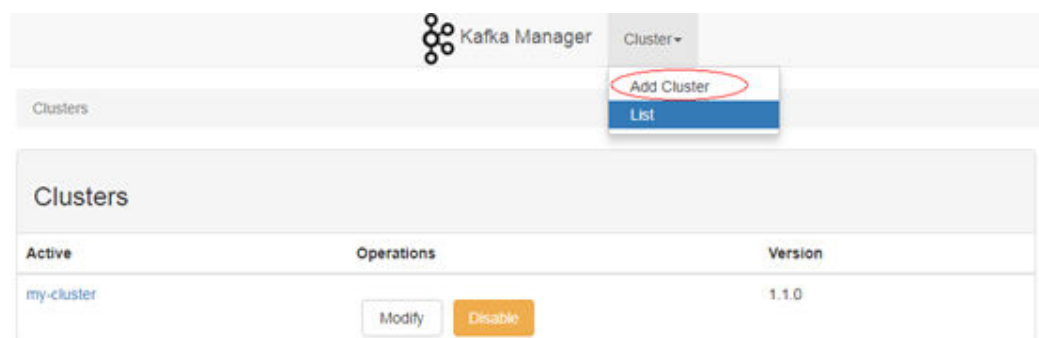 Kafka Manager Cluster
Add Cluster
List
Clusters
Clusters
Active Operations Version
my-cluster Modify Disable 1.1.0